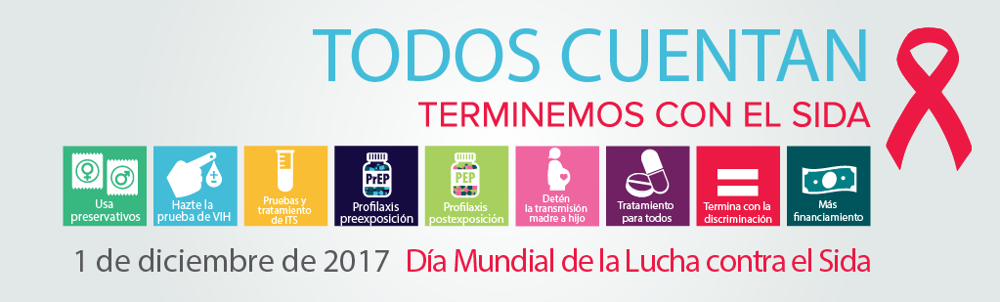 TODOS CUENTAN
TERMINEMOS CON EL SIDA
Usa
preservativos
Hazte la
prueba de VIH
Pruebas y
tratamiento
de ITS
PrEP
Profilaxis
preexposición
PEP
Profilaxis
postexposición
Detén
la transmisión
madre a hijo
Tratamiento
para todos
Termina con la
discriminación
Más
financiamiento
1 de diciembre de 2017 Día Mundial de la Lucha contra el Sida